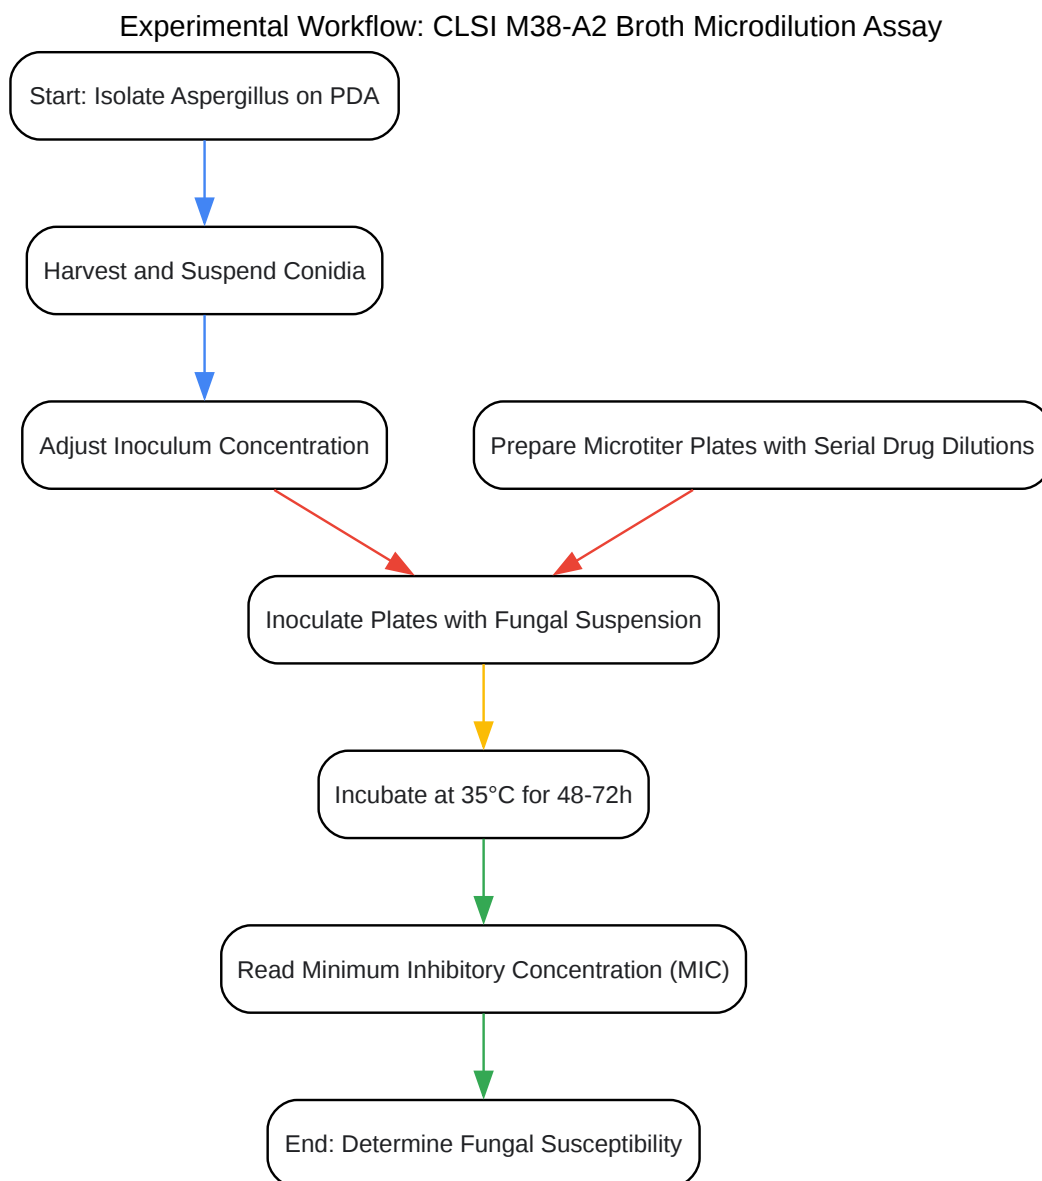 Experimental Workflow: CLSI M38-A2 Broth Microdilution Assay
Start: Isolate Aspergillus on PDA
Harvest and Suspend Conidia
Adjust Inoculum Concentration
Prepare Microtiter Plates with Serial Drug Dilutions
Inoculate Plates with Fungal Suspension
Incubate at 35°C for 48-72h
Read Minimum Inhibitory Concentration (MIC)
End: Determine Fungal Susceptibility